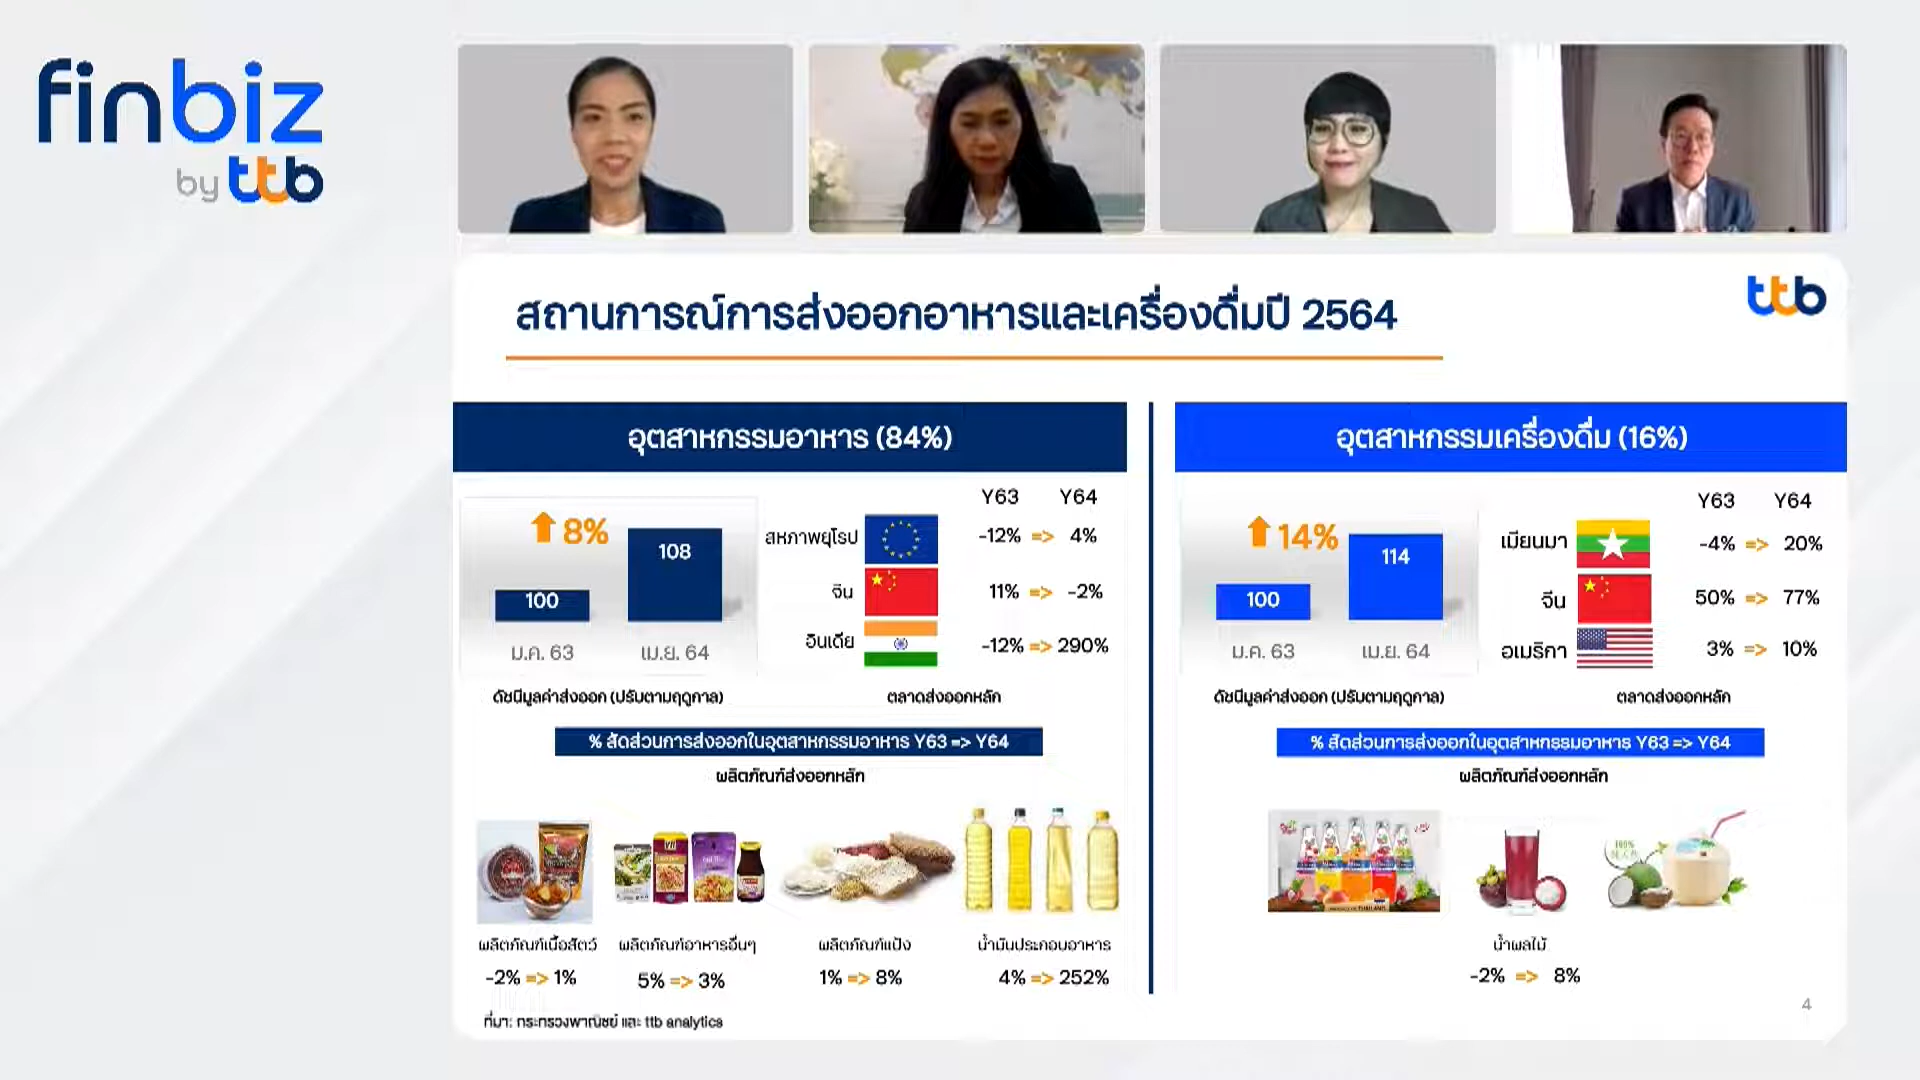 finbiz
by ttb
ttb
สถานการณ์การส่งออกอาหารและเครื่องดื่มปี 2564
อุตสาหกรรมอาหาร (84%)
8%
100
108
ม.ค. 63
เม.ย. 64
ดัชนีมูลค่าส่งออก (ปรับตามฤดูกาล)
Y63 Y64
สหภาพยุโรป -12% => 4%
จีน 11% => -2%
อินเดีย -12% => 290%
ตลาดส่งออกหลัก
% สัดส่วนการส่งออกในอุตสาหกรรมอาหาร Y63 => Y64
ผลิตภัณฑ์ส่งออกหลัก
ผลิตภัณฑ์เนื้อสัตว์
-2% => 1%
ผลิตภัณฑ์อาหารอื่นๆ
5% => 3%
ผลิตภัณฑ์แป้ง
1% => 8%
น้ำมันประกอบอาหาร
4% => 252%
ที่มา: กระทรวงพาณิชย์ และ ttb analytics
อุตสาหกรรมเครื่องดื่ม (16%)
14%
100
114
ม.ค. 63
เม.ย. 64
ดัชนีมูลค่าส่งออก (ปรับตามฤดูกาล)
Y63 Y64
เมียนมา -4% => 20%
จีน 50% => 77%
อเมริกา 3% => 10%
ตลาดส่งออกหลัก
% สัดส่วนการส่งออกในอุตสาหกรรมอาหาร Y63 => Y64
ผลิตภัณฑ์ส่งออกหลัก
100%
น้ำผลไม้
-2% => 8%
4